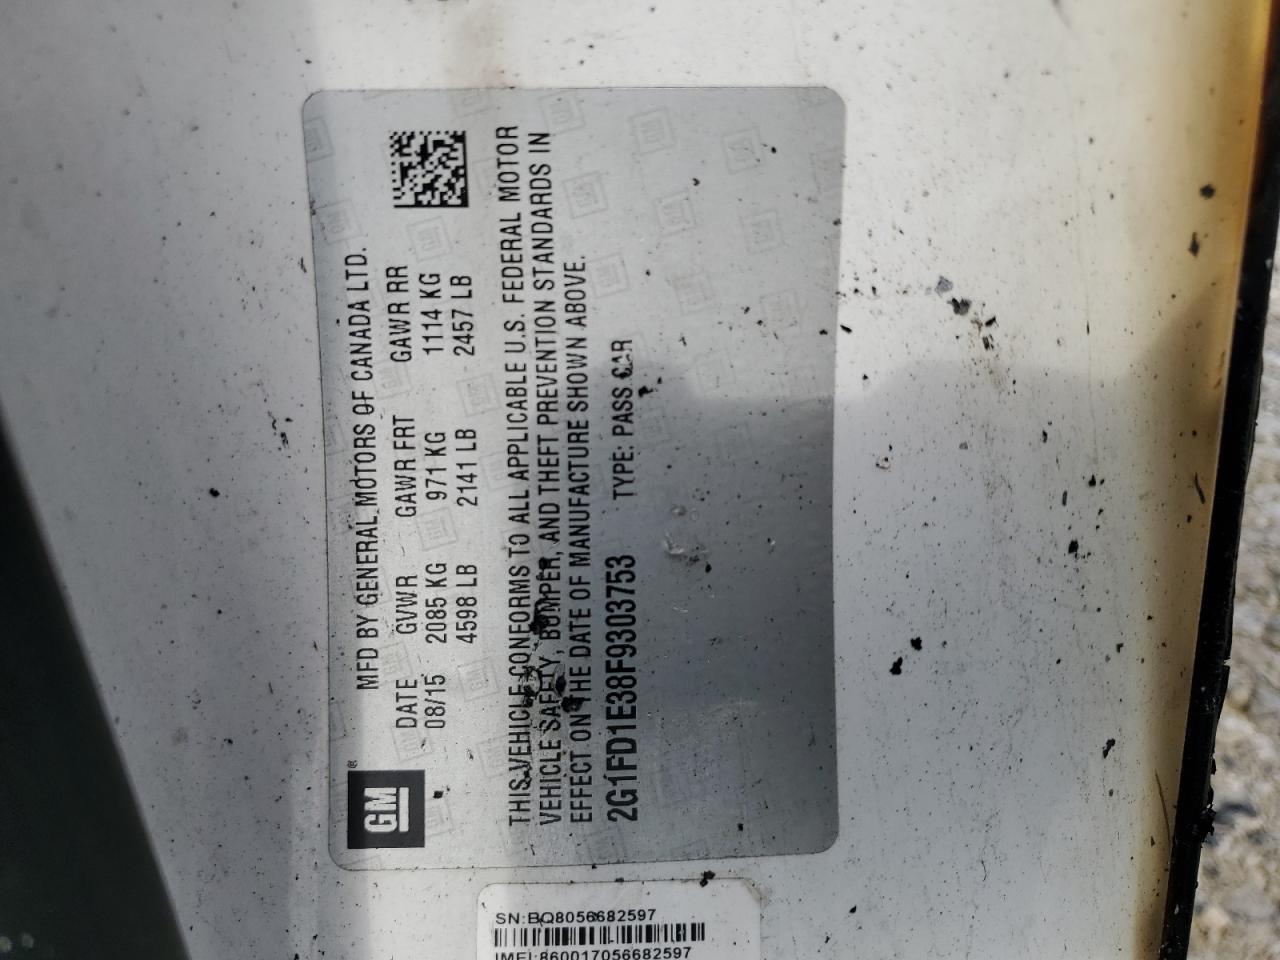 MFD BY GENERAL MOTORS OF CANADA LTD.
DATE GVWR GAWR FRT GAWR RR
08/15 2085 KG 971 KG 1114 KG
4598 LB 2141 LB 2457 LB
GM®
THIS VEHICLE CONFORMS TO ALL APPLICABLE U.S. FEDERAL MOTOR
VEHICLE SAFETY, BUMPER, AND THEFT PREVENTION STANDARDS IN
EFFECT ON THE DATE OF MANUFACTURE SHOWN ABOVE.
2G1FD1E38F9303753 TYPE: PASS CAR
SN:BQ8056682597
IMEI:860017056682597